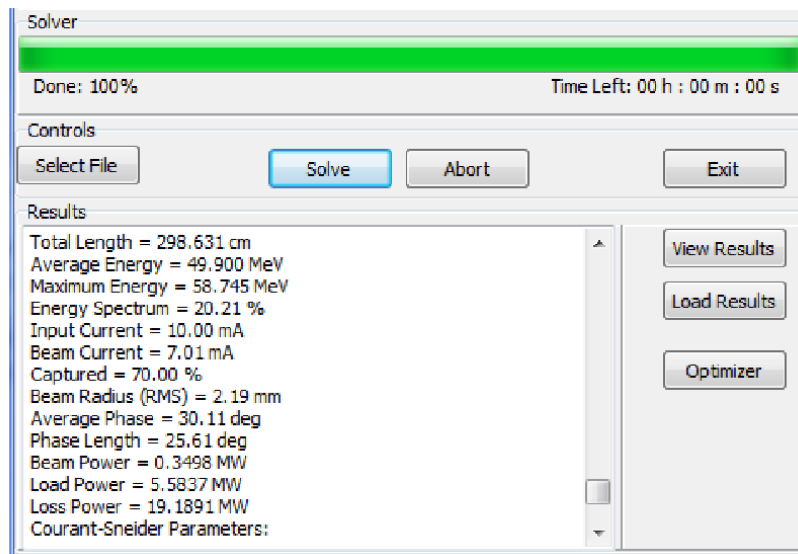 Solver
Done: 100%
Time Left: 00 h : 00 m : 00 s
Controls
Select File
Solve
Abort
Exit
Results
Total Length = 298.631 cm
Average Energy = 49.900 MeV
Maximum Energy = 58.745 MeV
Energy Spectrum = 20.21 %
Input Current = 10.00 mA
Beam Current = 7.01 mA
Captured = 70.00 %
Beam Radius (RMS) = 2.19 mm
Average Phase = 30.11 deg
Phase Length = 25.61 deg
Beam Power = 0.3498 MW
Load Power = 5.5837 MW
Loss Power = 19.1891 MW
Courant-Sneider Parameters:
View Results
Load Results
Optimizer